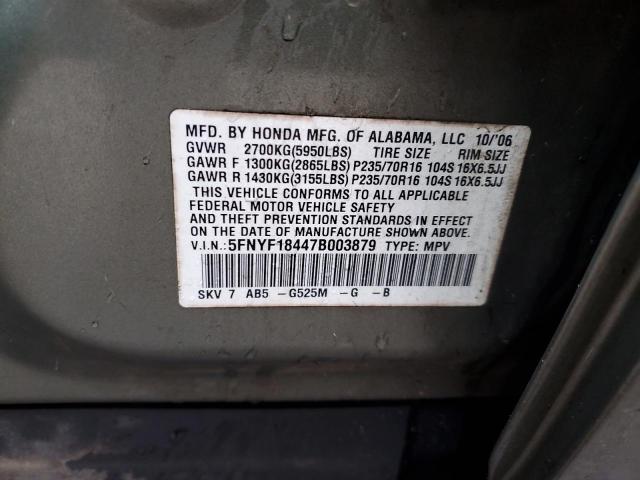 MFD. BY HONDA MFG. OF ALABAMA, LLC 10/'06
GVWR 2700KG(5950LBS) TIRE SIZE RIM SIZE
GAWR F 1300KG(2865LBS) P235/70R16 104S 16X6.5JJ
GAWR R 1430KG(3155LBS) P235/70R16 104S 16X6.5JJ
THIS VEHICLE CONFORMS TO ALL APPLICABLE
FEDERAL MOTOR VEHICLE SAFETY
AND THEFT PREVENTION STANDARDS IN EFFECT
ON THE DATE OF MANUFACTURE SHOWN ABOVE.
V.I.N.: 5FNYF18447B003879 TYPE: MPV
SKV 7 AB5 -G525M -G -B